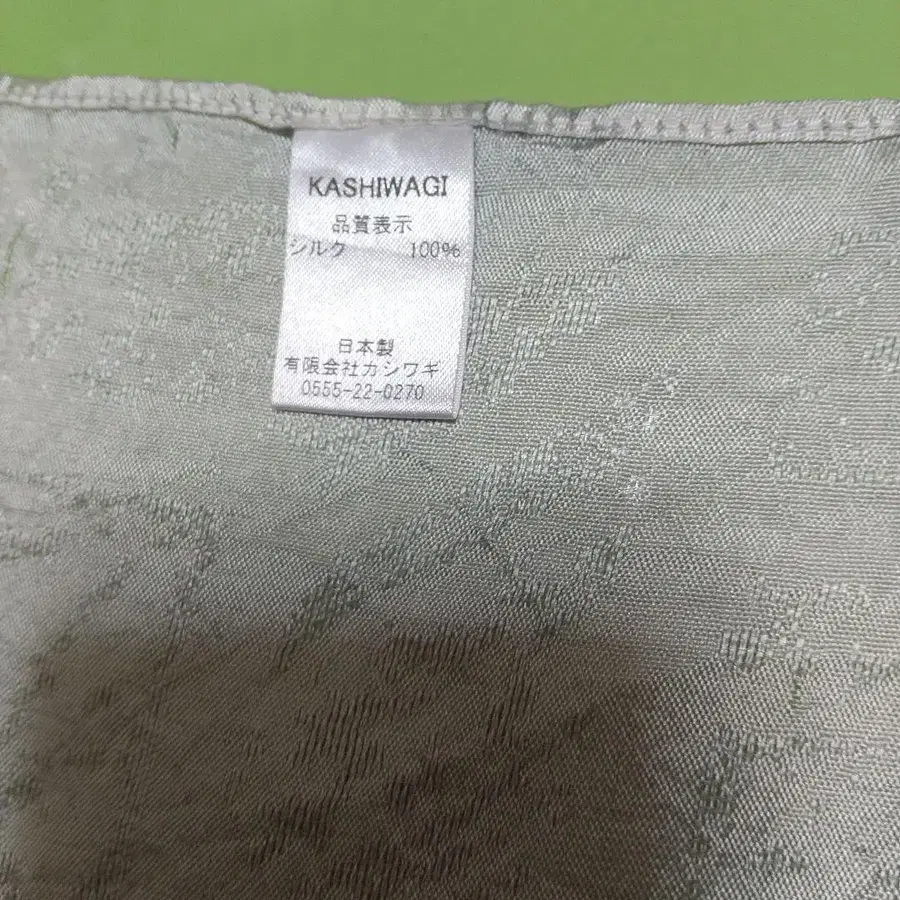 KASHIWAGI
品質表示
シルク 100%
日本製
有限会社カシワギ
0555-22-0270